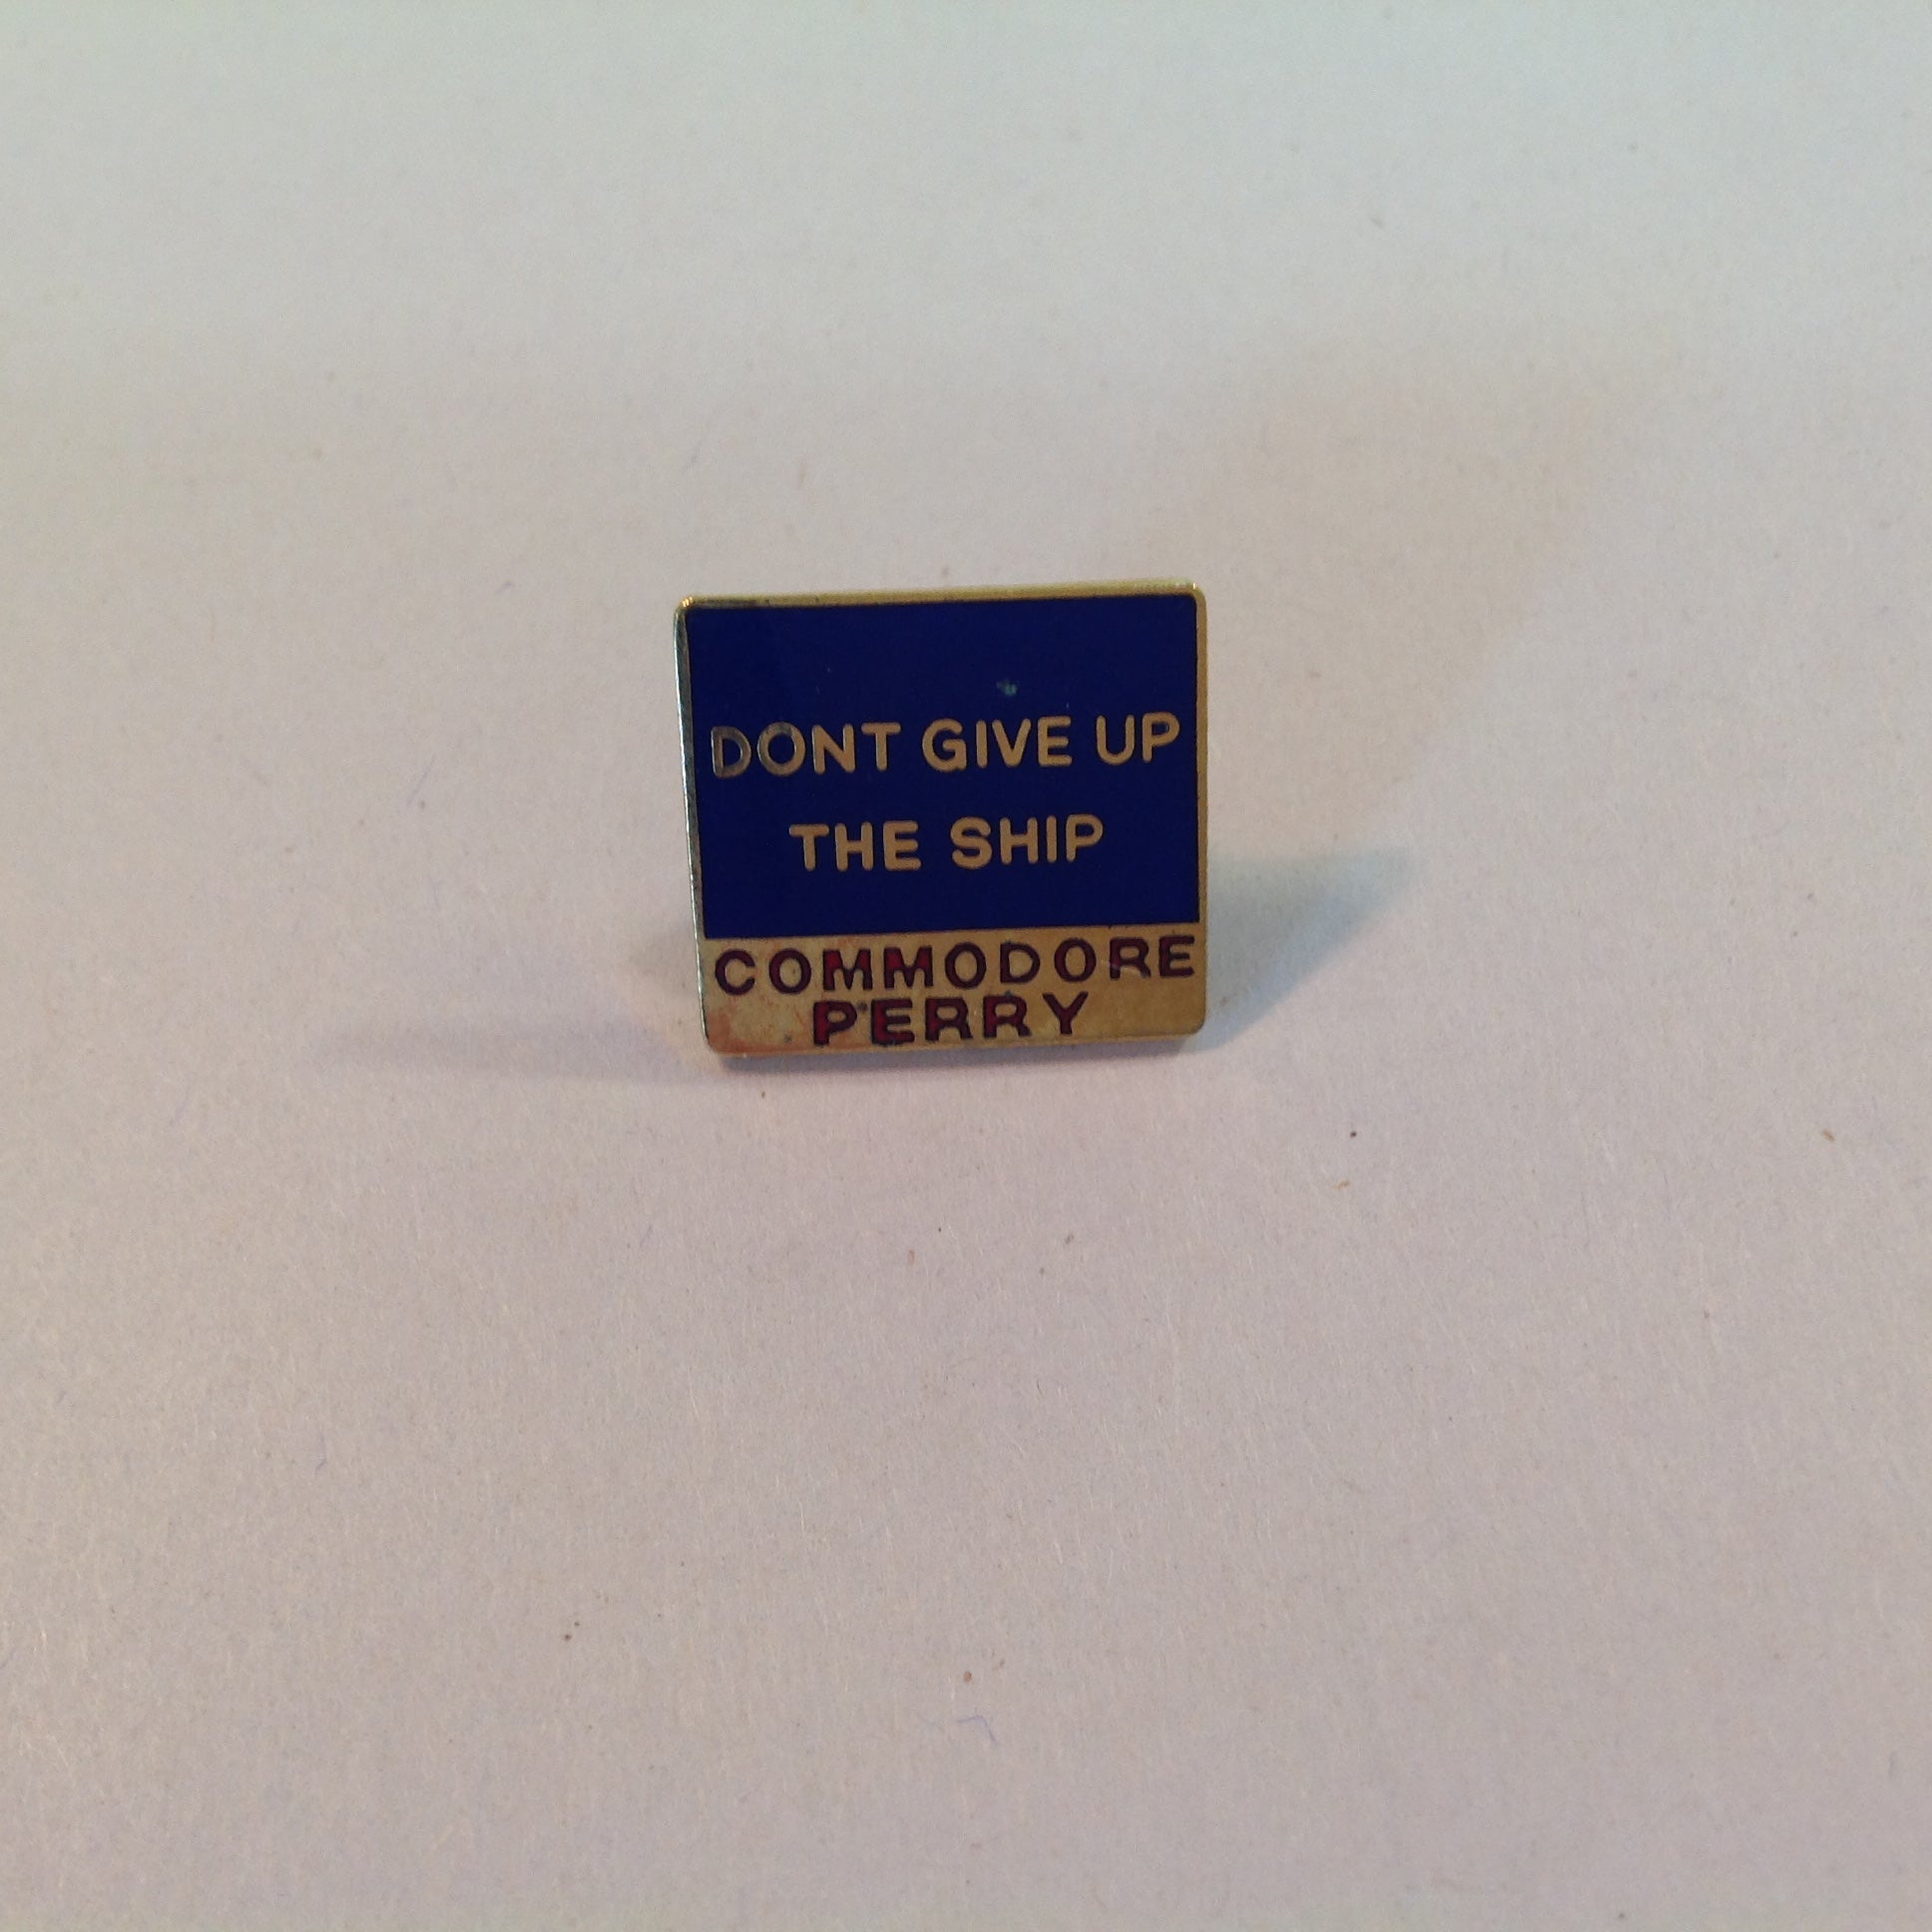 DONT GIVE UP
THE SHIP
COMMODORE
PERRY